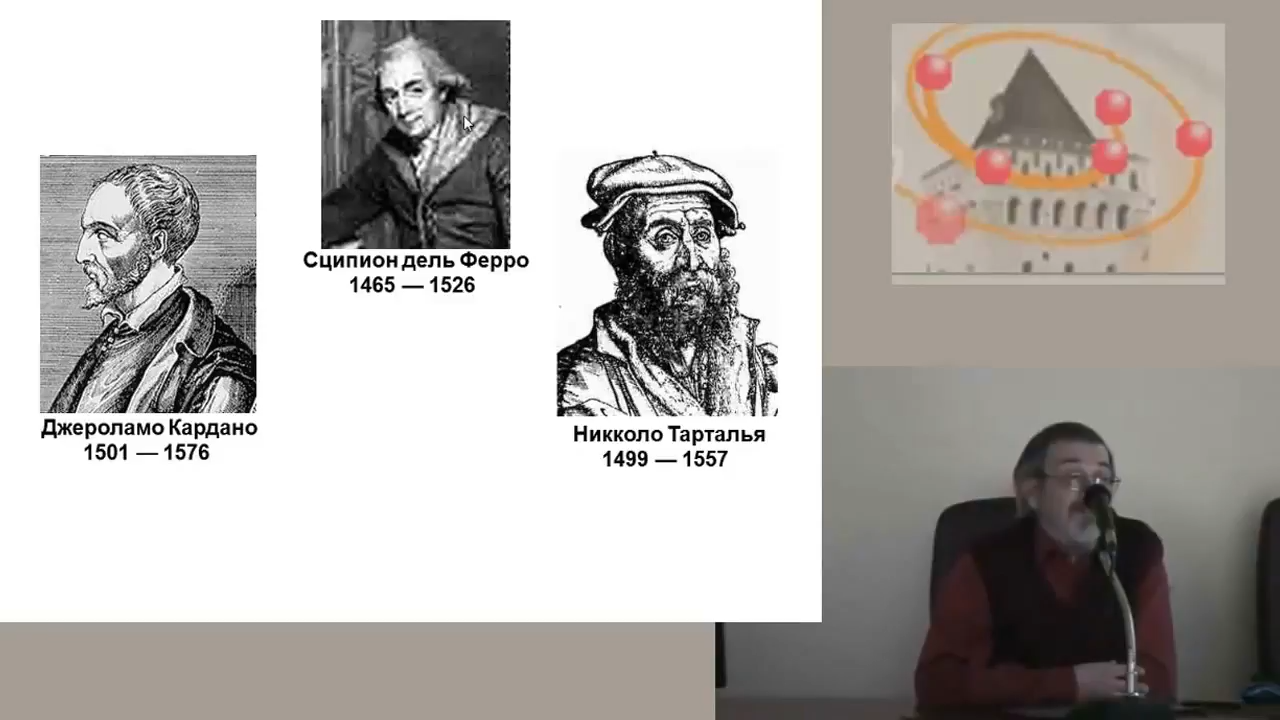 Сципион дель Ферро
1465 — 1526
Джероламо Кардано
1501 — 1576
Никколо Тарталья
1499 — 1557